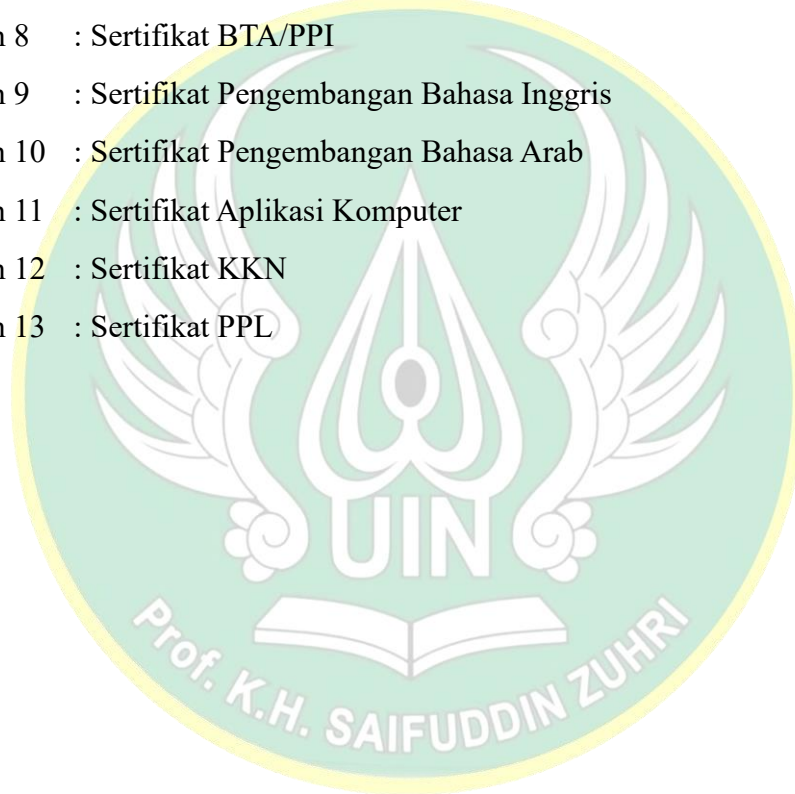 n 8 : Sertifikat BTA/PPI
n 9 : Sertifikat Pengembangan Bahasa Inggris
n 10 : Sertifikat Pengembangan Bahasa Arab
n 11 : Sertifikat Aplikasi Komputer
n 12 : Sertifikat KKN
n 13 : Sertifikat PPL
UIN
Prof. K.H. SAIFUDDIN ZUHRI